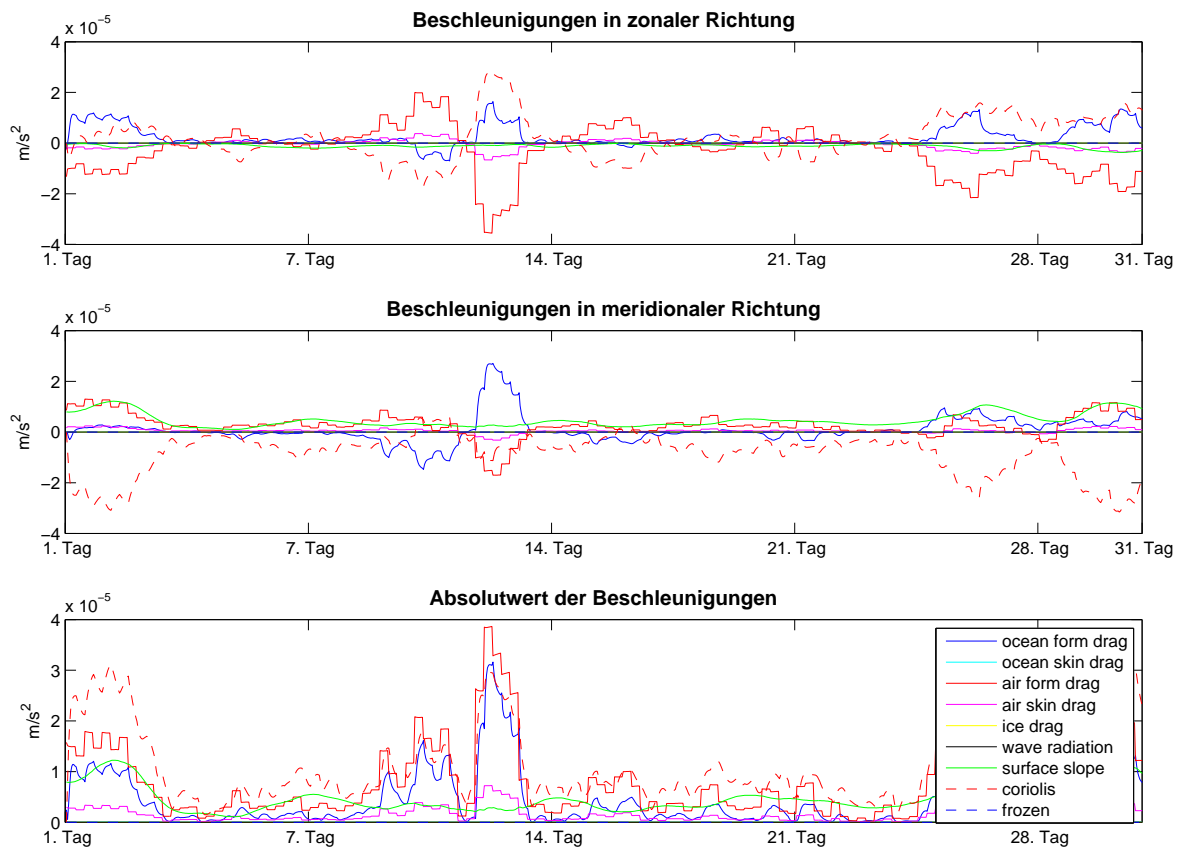 Beschleunigungen in zonaler Richtung
x 10⁻⁵
4
2
0
−2
−4
m/s²
1. Tag 7. Tag 14. Tag 21. Tag 28. Tag 31. Tag
Beschleunigungen in meridionaler Richtung
x 10⁻⁵
4
2
0
−2
−4
m/s²
1. Tag 7. Tag 14. Tag 21. Tag 28. Tag 31. Tag
Absolutwert der Beschleunigungen
x 10⁻⁵
4
3
2
1
0
m/s²
1. Tag 7. Tag 14. Tag 21. Tag 28. Tag
ocean form drag
ocean skin drag
air form drag
air skin drag
ice drag
wave radiation
surface slope
coriolis
frozen